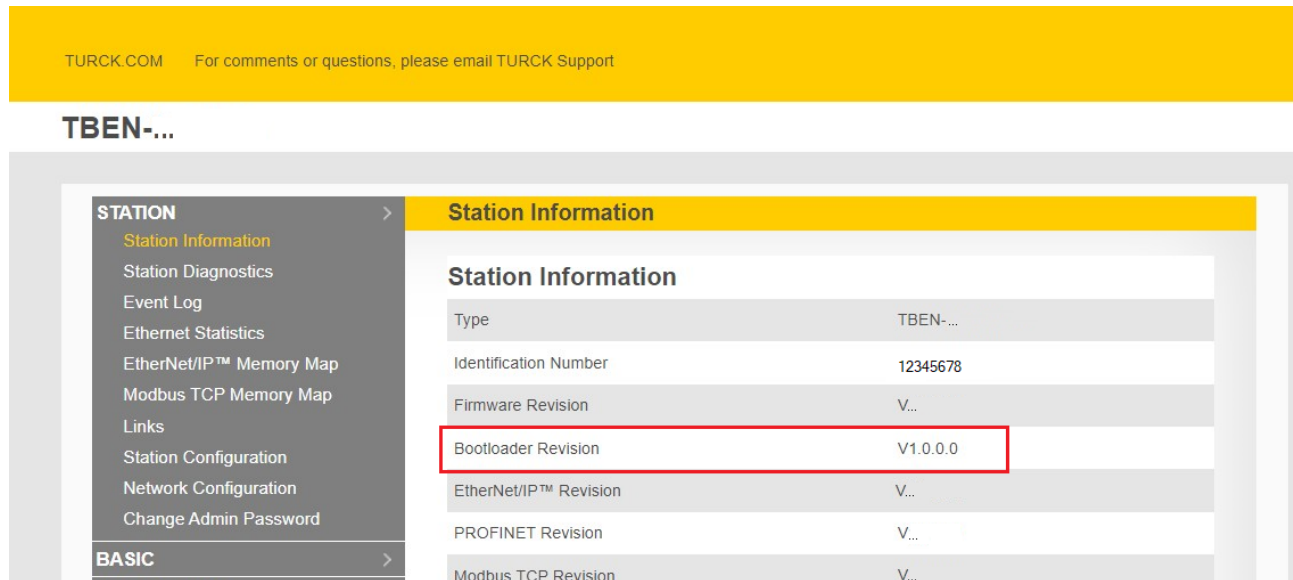 TURCK.COM For comments or questions, please email TURCK Support
TBEN-...
STATION
Station Information
Station Diagnostics
Event Log
Ethernet Statistics
EtherNet/IP™ Memory Map
Modbus TCP Memory Map
Links
Station Configuration
Network Configuration
Change Admin Password
BASIC
Station Information
Station Information
Type TBEN-...
Identification Number 12345678
Firmware Revision V...
Bootloader Revision V1.0.0.0
EtherNet/IP™ Revision V...
PROFINET Revision V...
Modbus TCP Revision V...